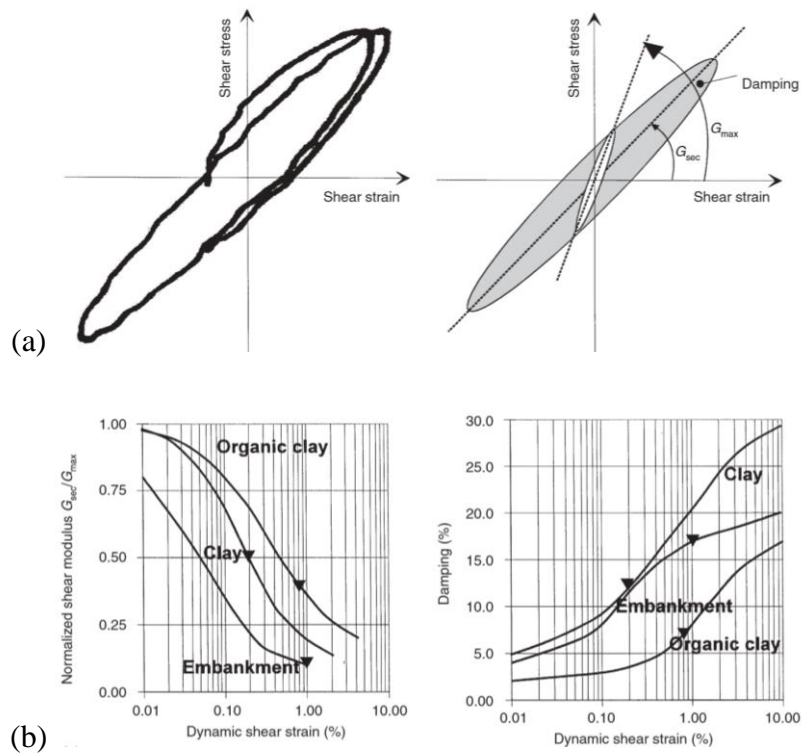 Shear stress
Shear strain
Shear stress
Damping
G_max
G_sec
Shear strain
(a)
Normalized shear modulus G_sec/G_max
1.00
0.75
0.50
0.25
0.00
Organic clay
Clay
Embankment
0.01
0.10
1.00
10.00
Dynamic shear strain (%)
Damping (%)
30.0
25.0
20.0
15.0
10.0
5.0
0.00
Clay
Embankment
Organic clay
0.01
0.10
1.00
10.00
Dynamic shear strain (%)
(b)